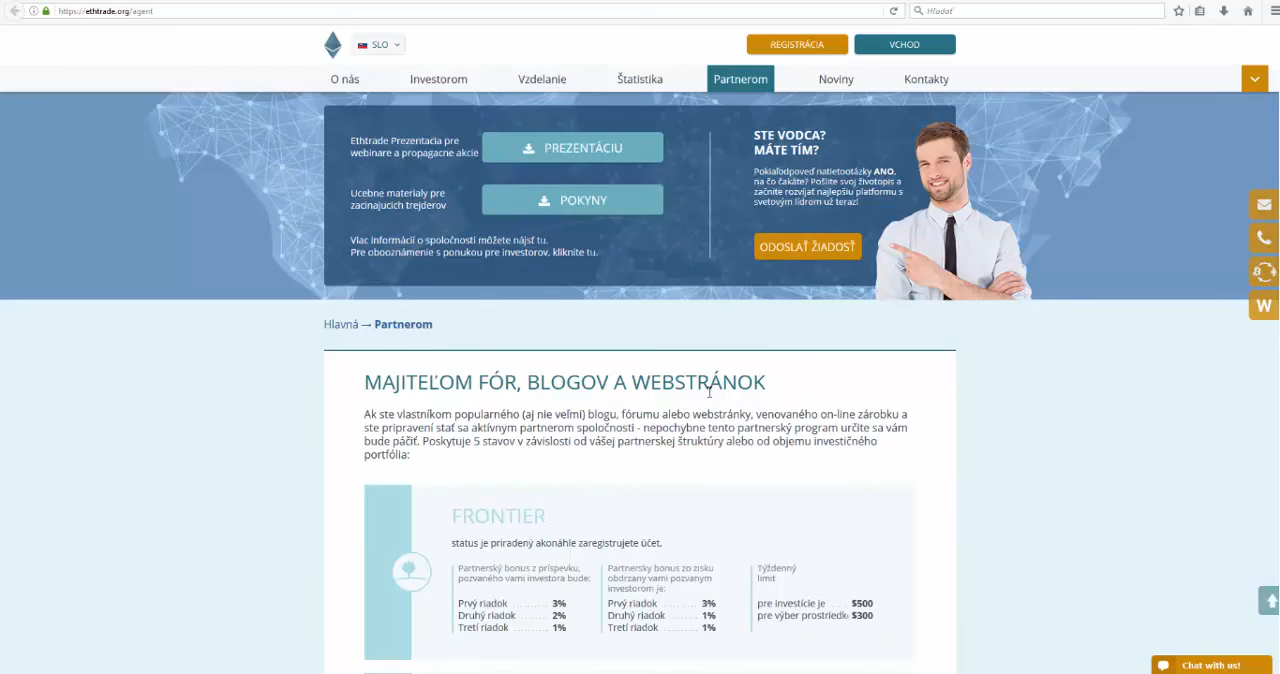 https://ethtrade.org/agent
Hľadať
SLO
REGISTRÁCIA
VCHOD
O nás
Investorom
Vzdelanie
Štatistika
Partnerom
Noviny
Kontakty
Ethtrade Prezentacia pre
webinare a propagacne akcie
PREZENTÁCIU
Ucebne materialy pre
zacinajucich trejderov
POKYNY
Viac informácií o spoločnosti môžete nájsť tu.
Pre obooznámenie s ponukou pre investorov, kliknite tu.
STE VODCA?
MÁTE TÍM?
Pokiaľodpoveď natietootázky ANO,
na čo čakáte? Pošlite svoj životopis a
začnite rozvíjať najlepšiu platformu s
svetovým lídrom už teraz!
ODOSLAŤ ŽIADOSŤ
W
Hlavná → Partnerom
MAJITEĽOM FÓR, BLOGOV A WEBSTRÁNOK
Ak ste vlastníkom popularného (aj nie veľmi) blogu, fórumu alebo webstránky, venovaného on-line zárobku a
ste pripravení stať sa aktívnym partnerom spoločnosti - nepochybne tento partnerský program určite sa vám
bude páčiť. Poskytuje 5 stavov v závislosti od vášej partnerskej štruktúry alebo od objemu investičného
portfólia:
FRONTIER
status je priradený akonáhle zaregistrujete účet.
Partnerský bonus z príspevku,
pozvaného vami investora bude:
Prvý riadok 3%
Druhý riadok 2%
Tretí riadok 1%
Partnersky bonus zo zisku
obdrzany vami pozvanym
investorom je:
Prvý riadok 3%
Druhý riadok 1%
Tretí riadok 1%
Týždenný
limit
pre investície je $500
pre výber prostriedk $300
Chat with us!